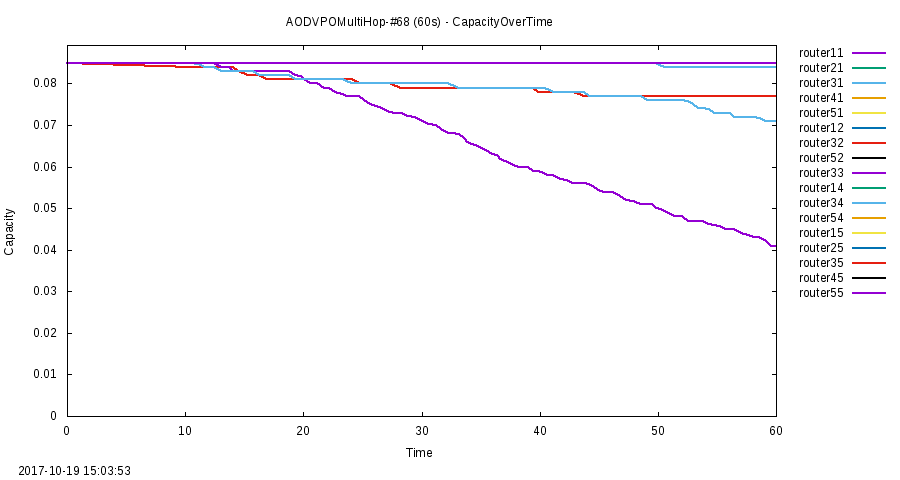 AODVPOMultiHop-#68 (60s) - CapacityOverTime
router11
router21
router31
router41
router51
router12
router32
router52
router33
router14
router34
router54
router15
router25
router35
router45
router55
0.08
0.07
0.06
0.05
0.04
0.03
0.02
0.01
0
Capacity
0 10 20 30 40 50 60
Time
2017-10-19 15:03:53